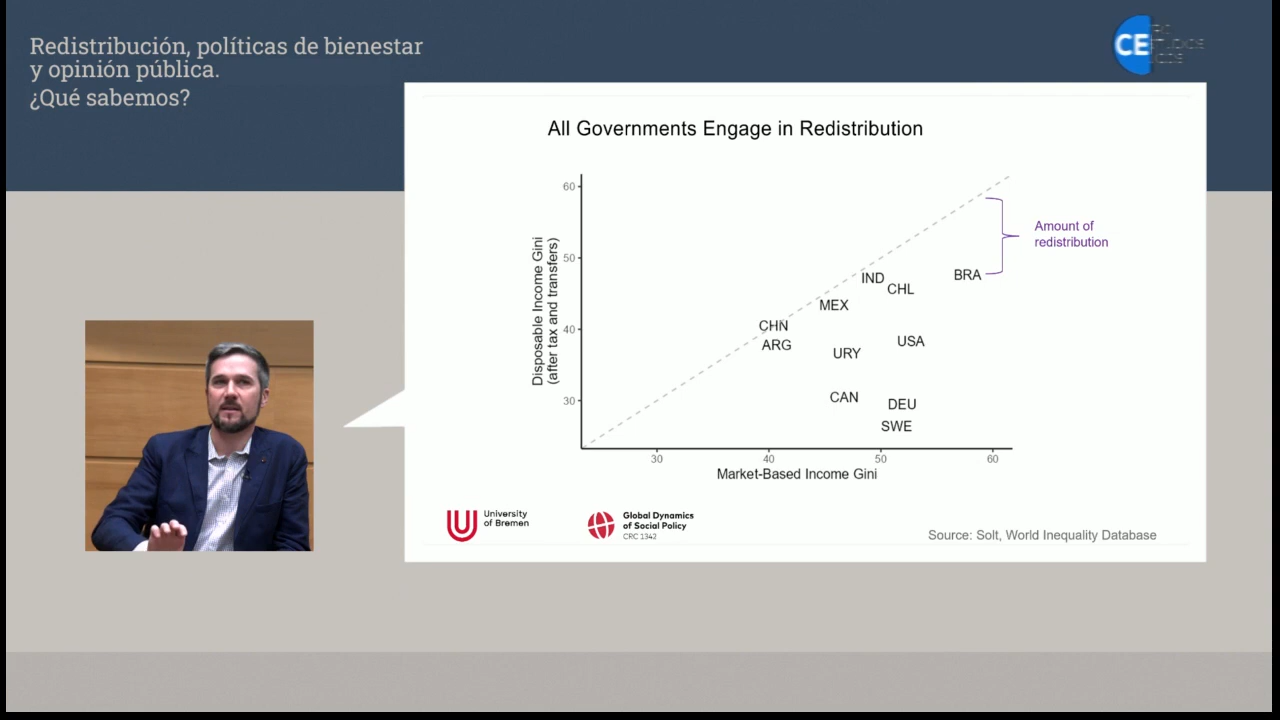 Redistribución, políticas de bienestar
y opinión pública.
¿Qué sabemos?
CE
All Governments Engage in Redistribution
Disposable Income Gini
(after tax and transfers)
60
50
40
30
Amount of
redistribution
IND
BRA
CHL
MEX
CHN
ARG
USA
URY
CAN
DEU
SWE
30
40
50
60
Market-Based Income Gini
University
of Bremen
Global Dynamics
of Social Policy
CRC 1342
Source: Solt, World Inequality Database